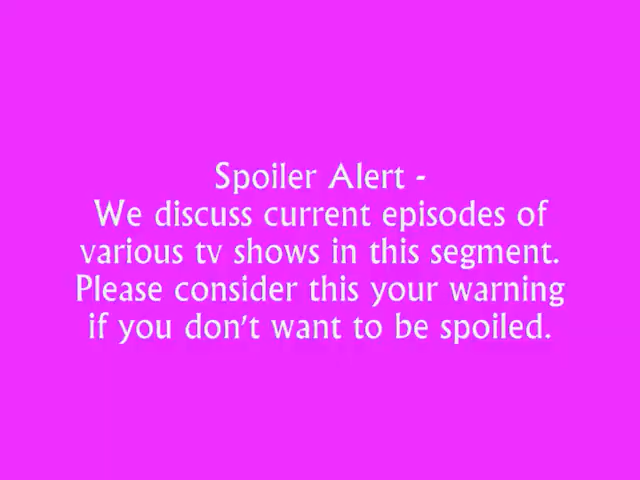 Spoiler Alert -
We discuss current episodes of
various tv shows in this segment.
Please consider this your warning
if you don't want to be spoiled.